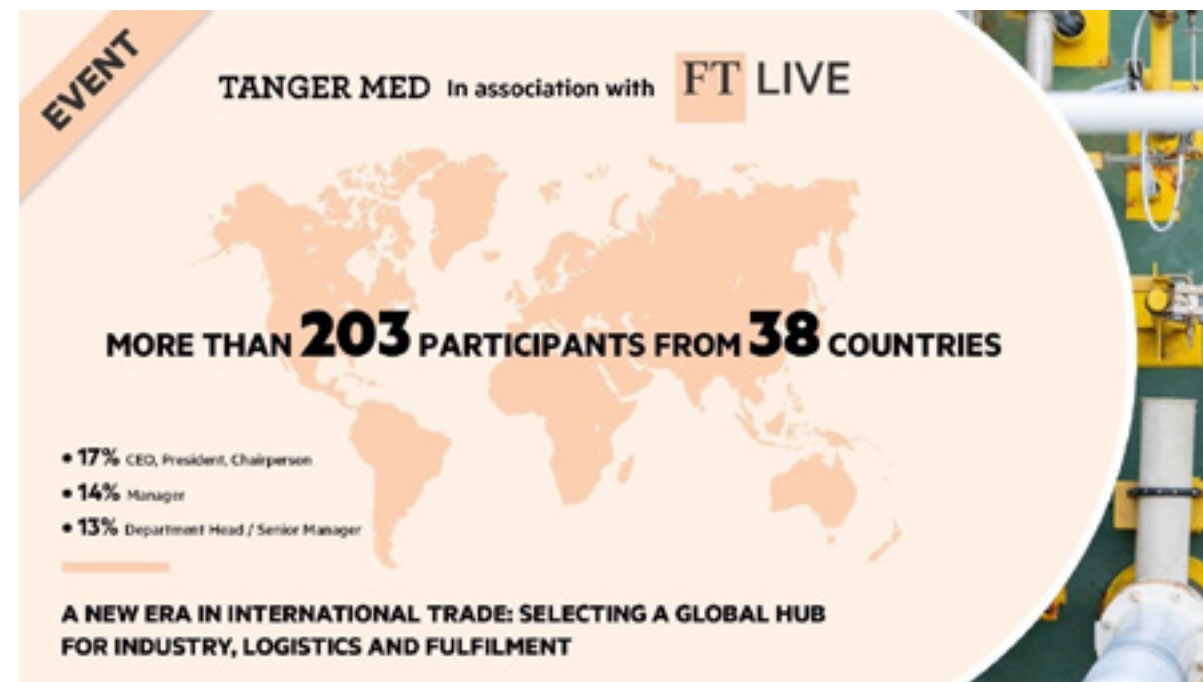 EVENT
TANGER MED In association with FT LIVE
MORE THAN 203 PARTICIPANTS FROM 38 COUNTRIES
• 17% CEO, President, Chairperson
• 14% Manager
• 13% Department Head / Senior Manager
A NEW ERA IN INTERNATIONAL TRADE: SELECTING A GLOBAL HUB
FOR INDUSTRY, LOGISTICS AND FULFILMENT